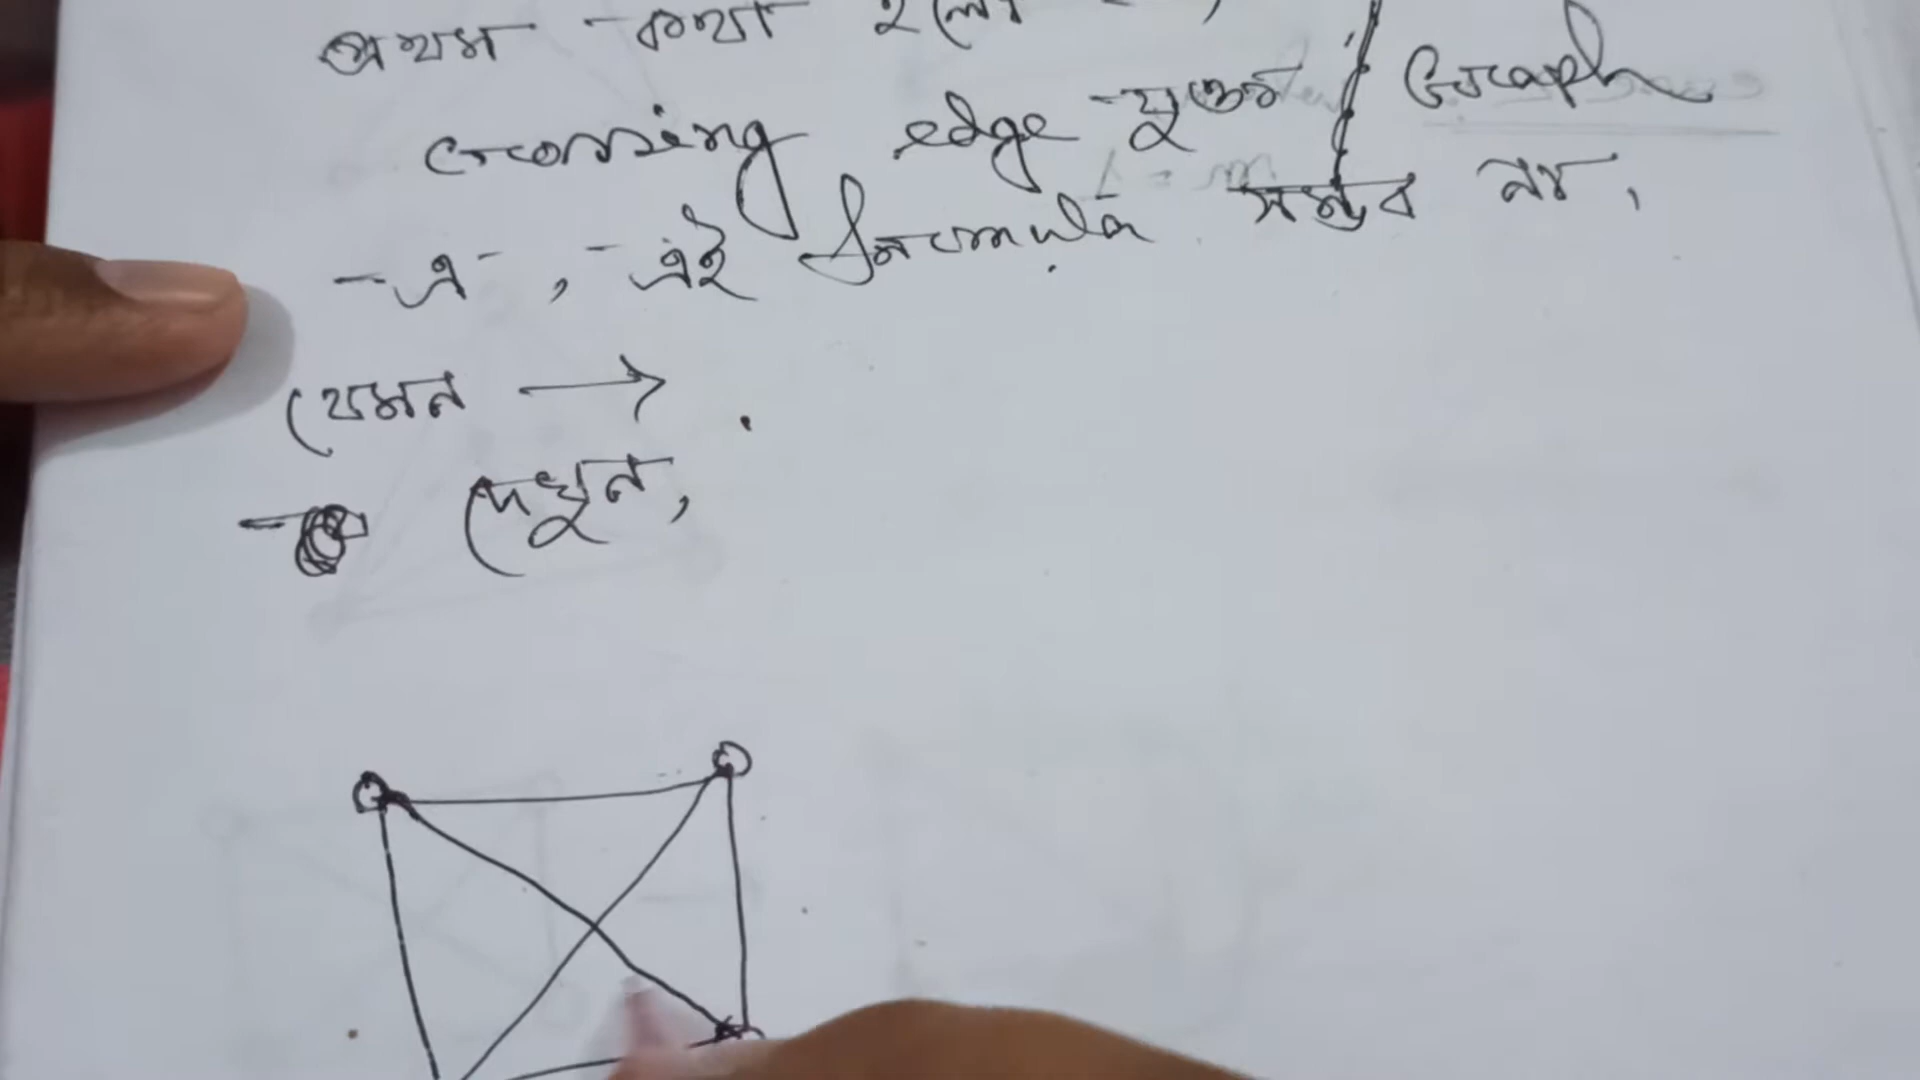 প্রথম কথা হলো
crossing edge যুক্ত Graph
-এ, এই formula সম্ভব নয়,
যেমন →
দেখুন,